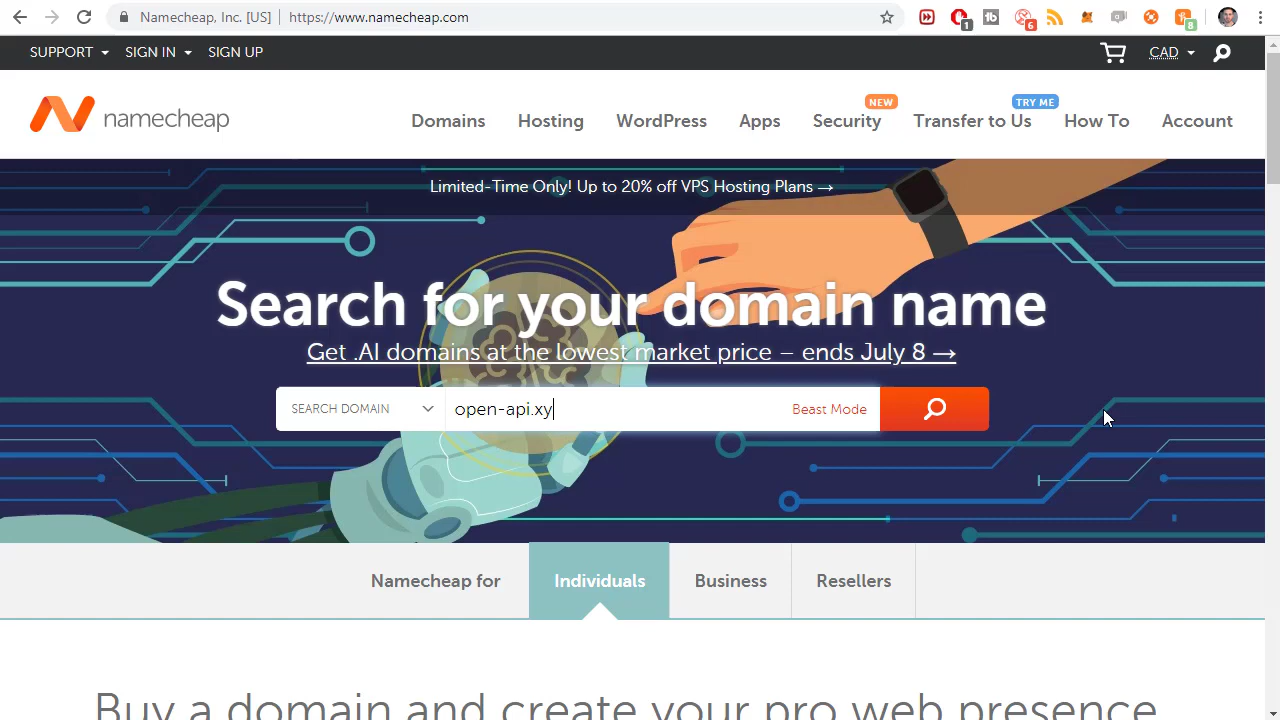 Namecheap, Inc. [US] | https://www.namecheap.com
1
6
8
SUPPORT SIGN IN SIGN UP CAD
namecheap
NEW TRY ME
Domains Hosting WordPress Apps Security Transfer to Us How To Account
Limited-Time Only! Up to 20% off VPS Hosting Plans →
Search for your domain name
Get .AI domains at the lowest market price – ends July 8 →
SEARCH DOMAIN open-api.xy Beast Mode
Namecheap for Individuals Business Resellers
Buy a domain and create your pro web presence